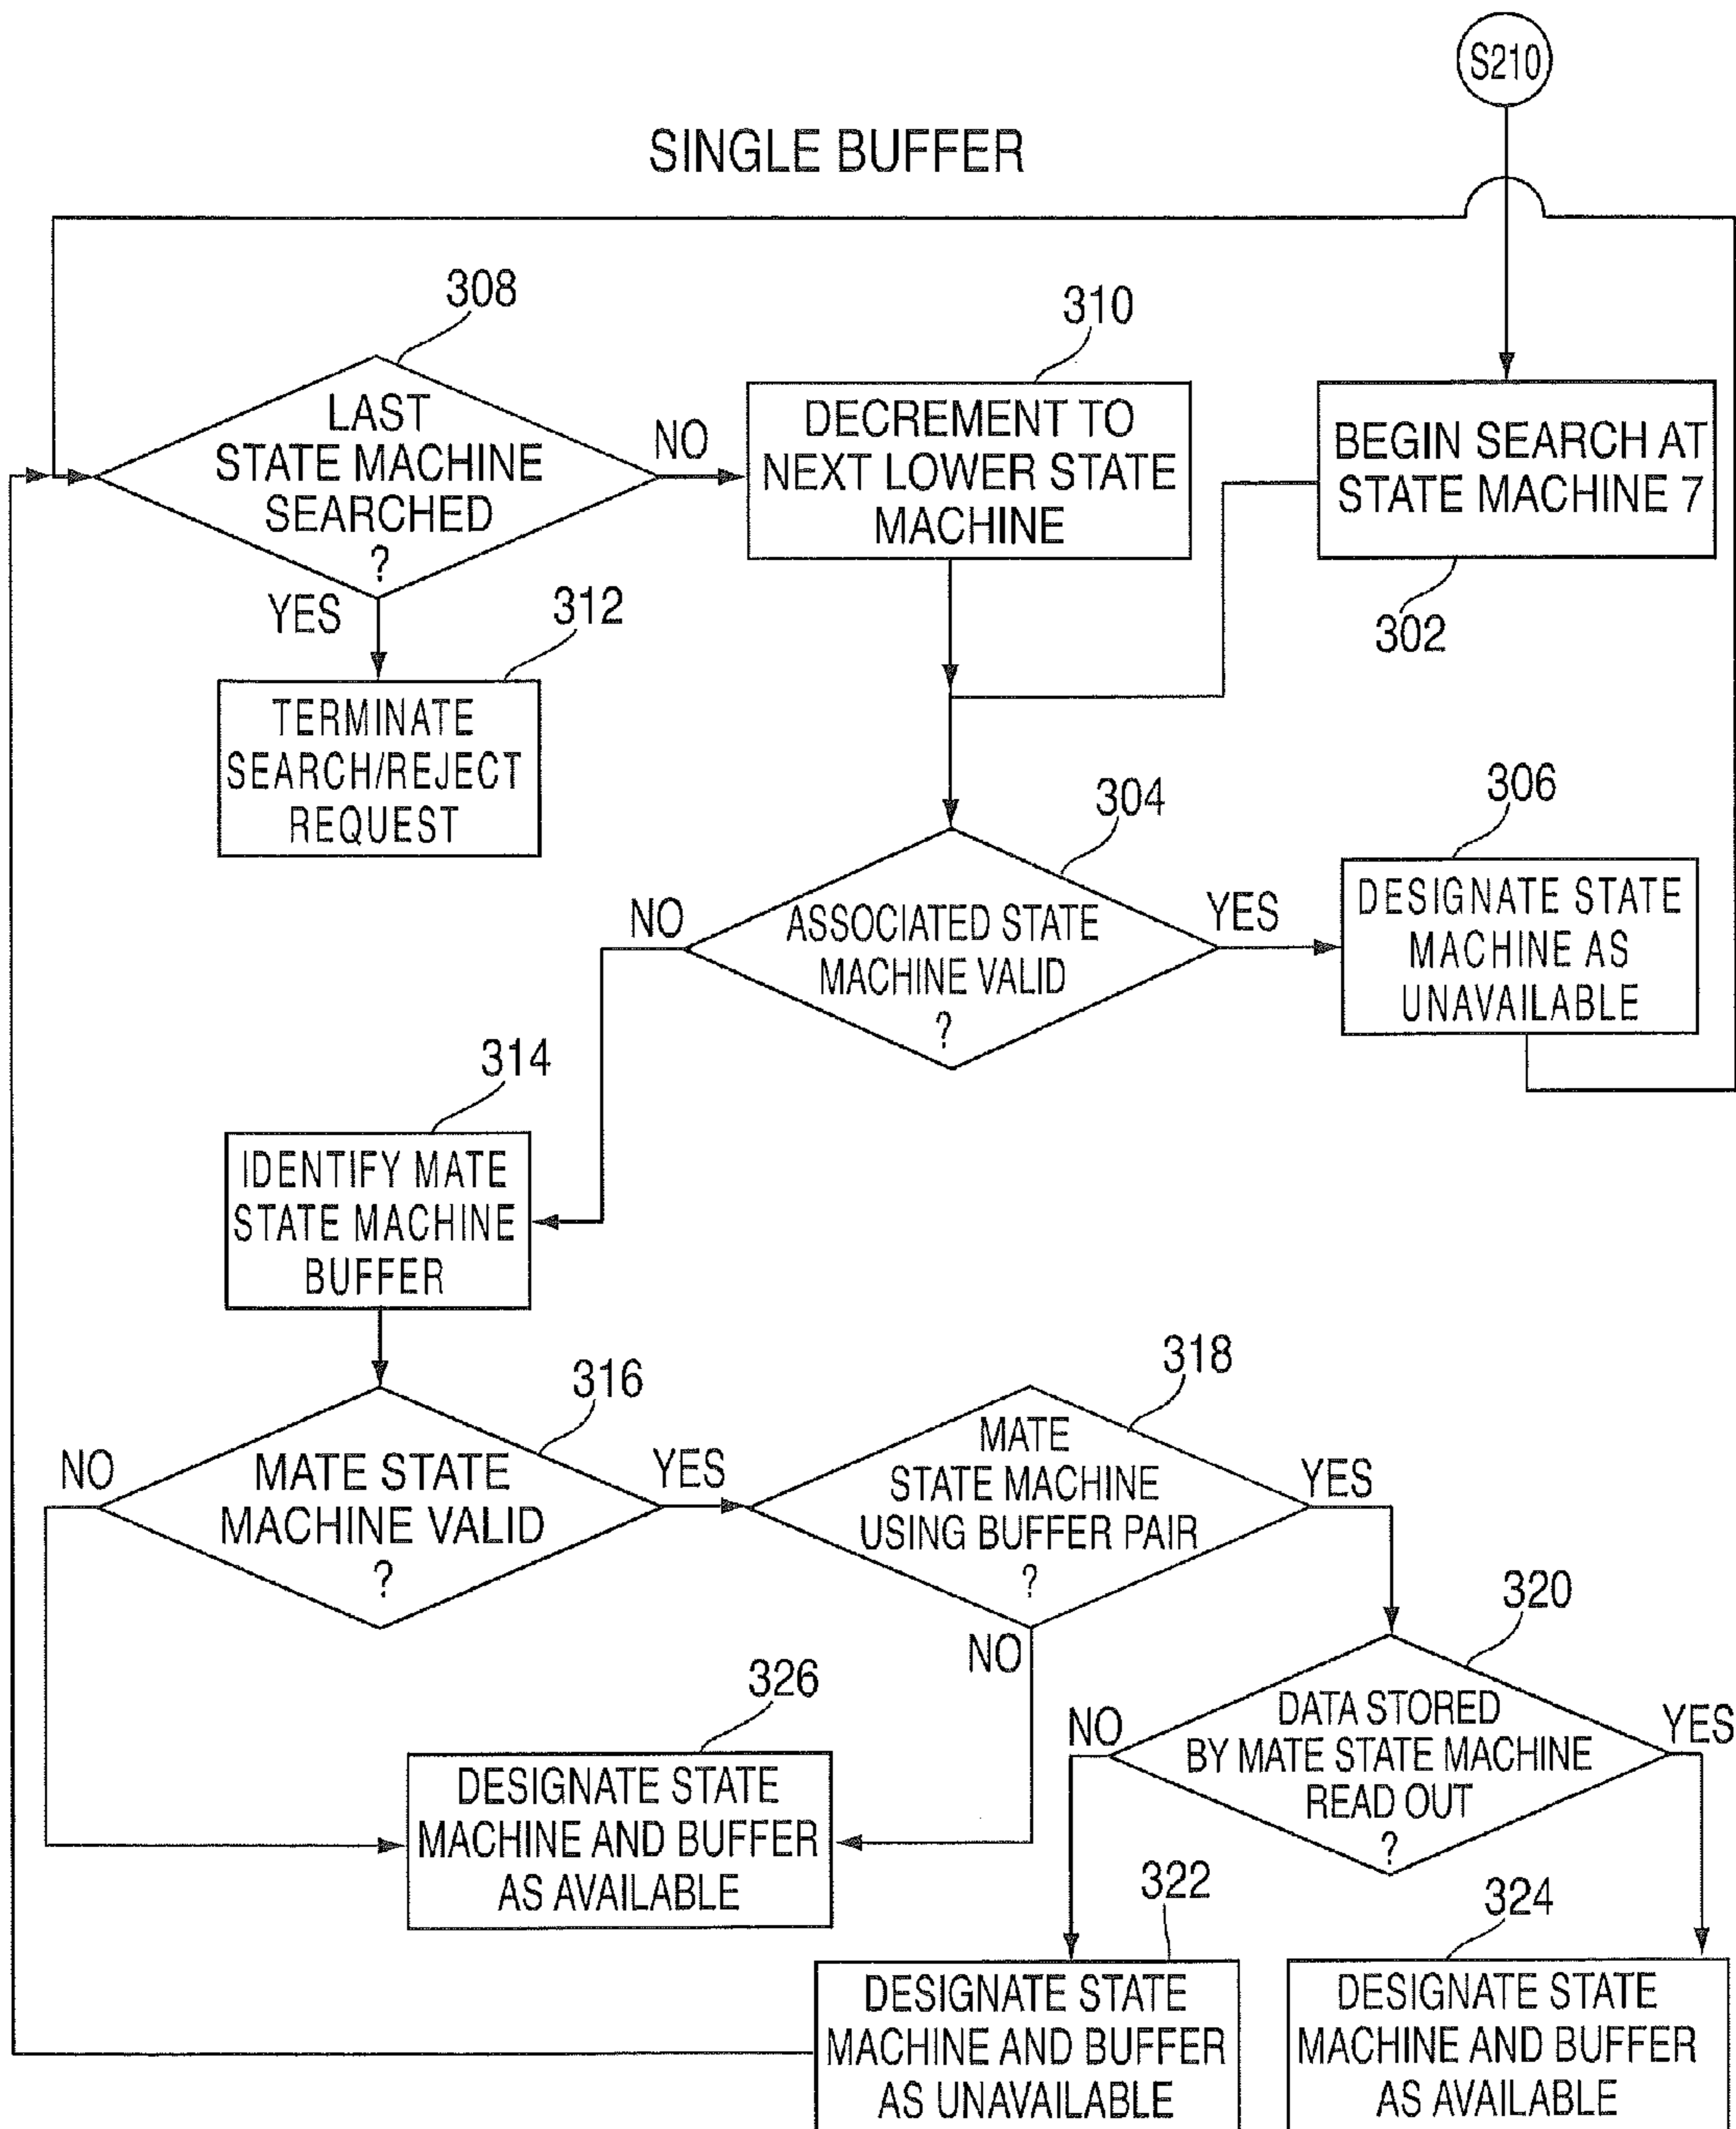 S210
SINGLE BUFFER
308
LAST
STATE MACHINE
SEARCHED
?
NO
YES
310
DECREMENT TO
NEXT LOWER STATE
MACHINE
BEGIN SEARCH AT
STATE MACHINE 7
302
312
TERMINATE
SEARCH/REJECT
REQUEST
304
ASSOCIATED STATE
MACHINE VALID
?
NO
YES
306
DESIGNATE STATE
MACHINE AS
UNAVAILABLE
314
IDENTIFY MATE
STATE MACHINE
BUFFER
316
MATE STATE
MACHINE VALID
?
NO
YES
318
MATE
STATE MACHINE
USING BUFFER PAIR
?
YES
NO
320
DATA STORED
BY MATE STATE MACHINE
READ OUT
?
NO
YES
326
DESIGNATE STATE
MACHINE AND BUFFER
AS AVAILABLE
322
DESIGNATE STATE
MACHINE AND BUFFER
AS UNAVAILABLE
324
DESIGNATE STATE
MACHINE AND BUFFER
AS AVAILABLE